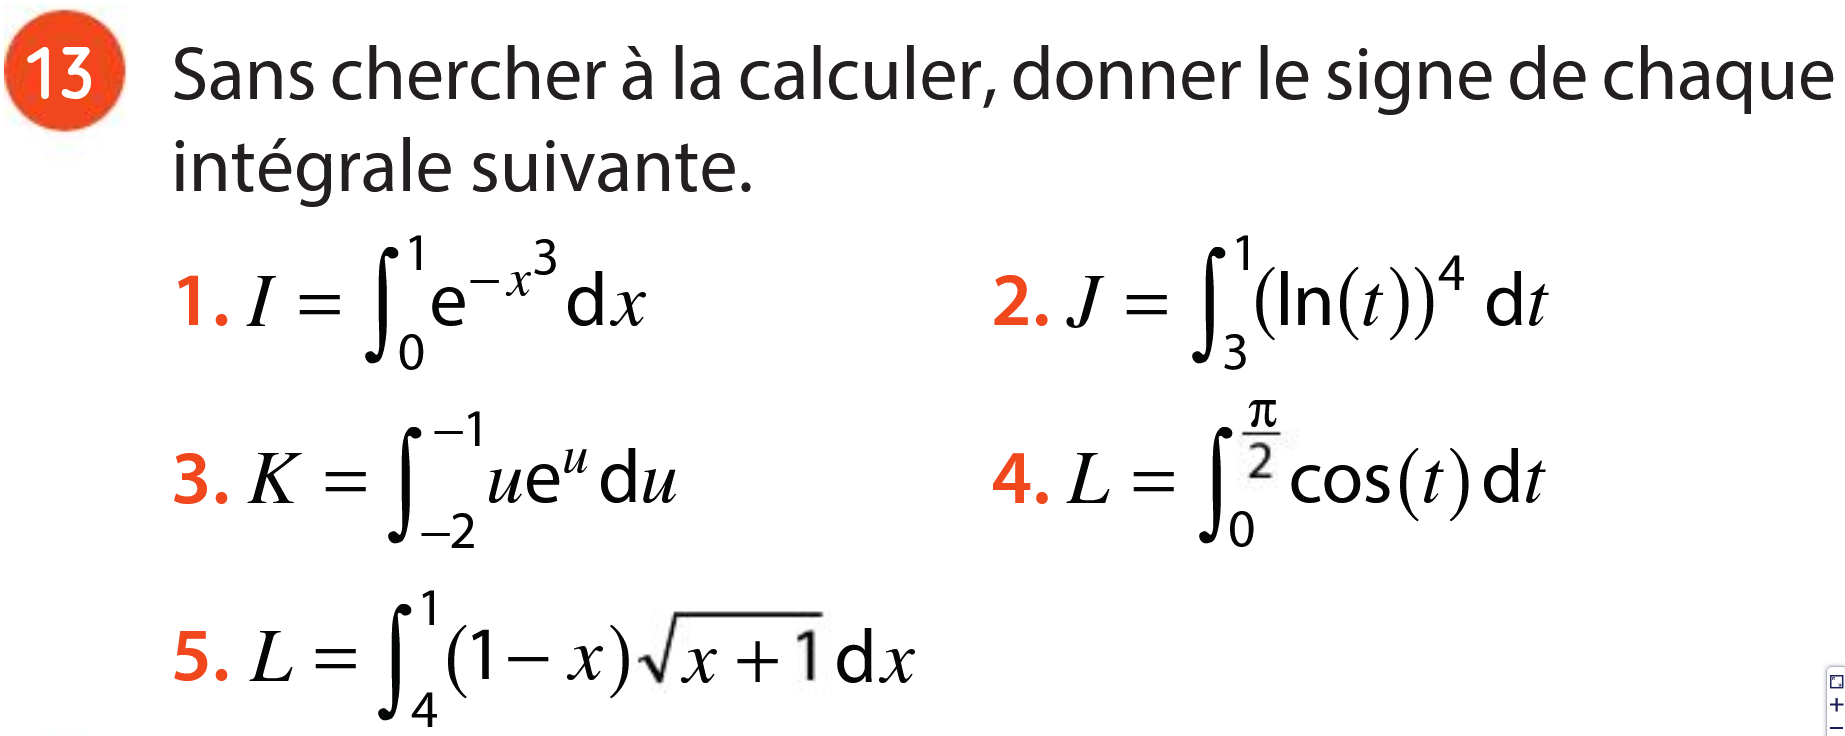 13 Sans chercher à la calculer, donner le signe de chaque
intégrale suivante.
1. I = ∫₀¹ e^{-x³} dx 2. J = ∫₃¹ (ln(t))⁴ dt
3. K = ∫₋₂⁻¹ ueᵘ du 4. L = ∫₀^{π/2} cos(t) dt
5. L = ∫₄¹ (1− x)√(x + 1) dx